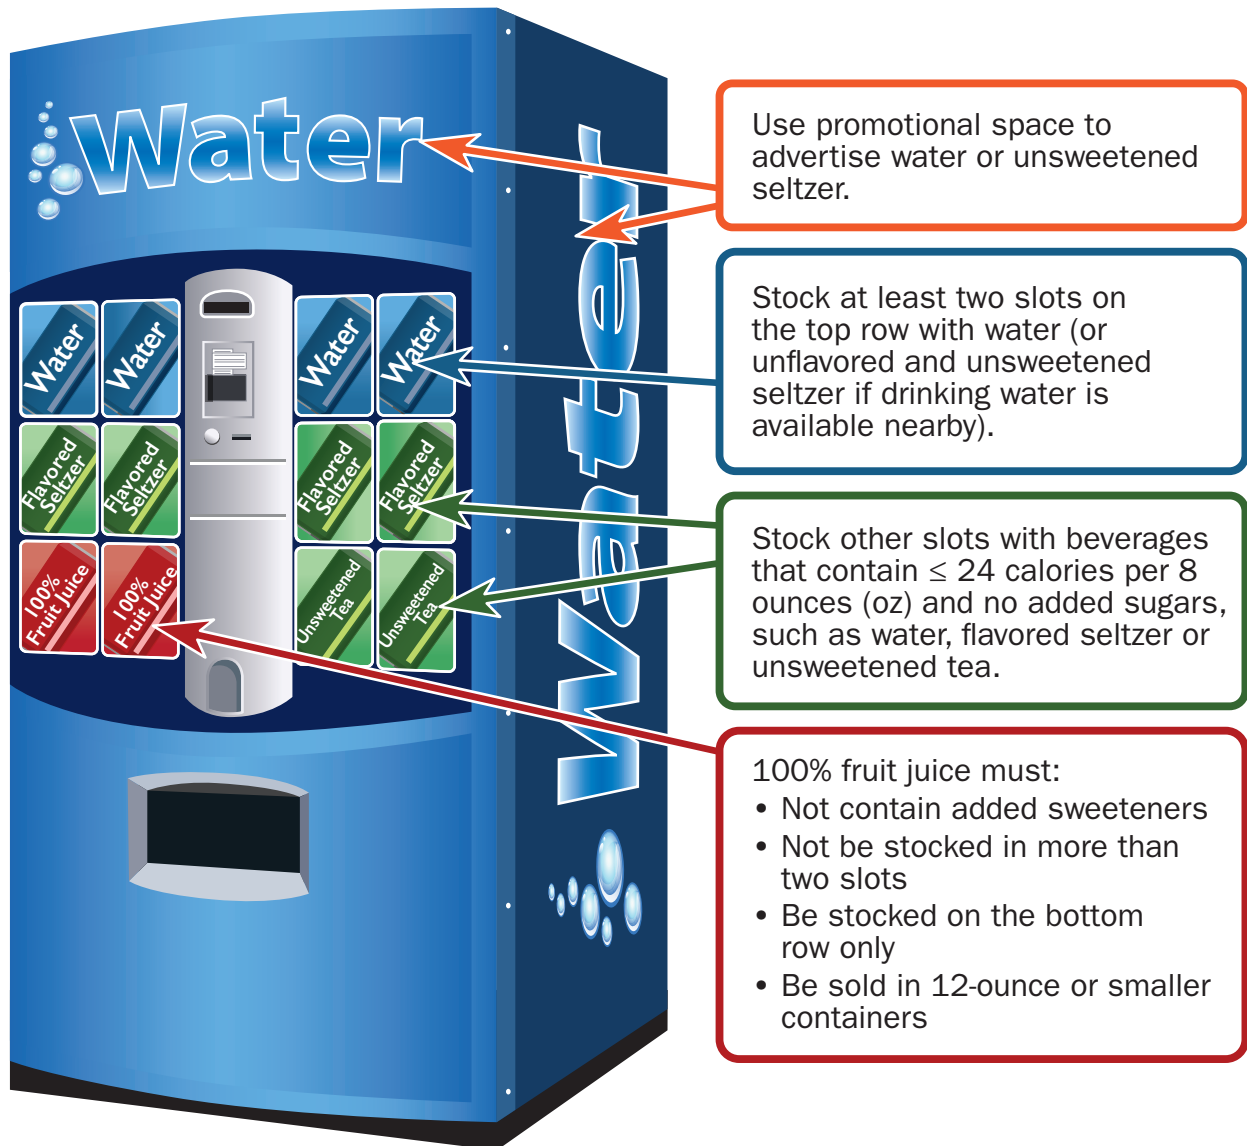 Water
Water
Water
Water
Water
Water
Flavored
Seltzer
Flavored
Seltzer
Flavored
Seltzer
Flavored
Seltzer
100%
Fruit Juice
100%
Fruit Juice
Unsweetened
Tea
Unsweetened
Tea
Water
Use promotional space to
advertise water or unsweetened
seltzer.
Stock at least two slots on
the top row with water (or
unflavored and unsweetened
seltzer if drinking water is
available nearby).
Stock other slots with beverages
that contain ≤ 24 calories per 8
ounces (oz) and no added sugars,
such as water, flavored seltzer or
unsweetened tea.
100% fruit juice must:
• Not contain added sweeteners
• Not be stocked in more than
two slots
• Be stocked on the bottom
row only
• Be sold in 12-ounce or smaller
containers